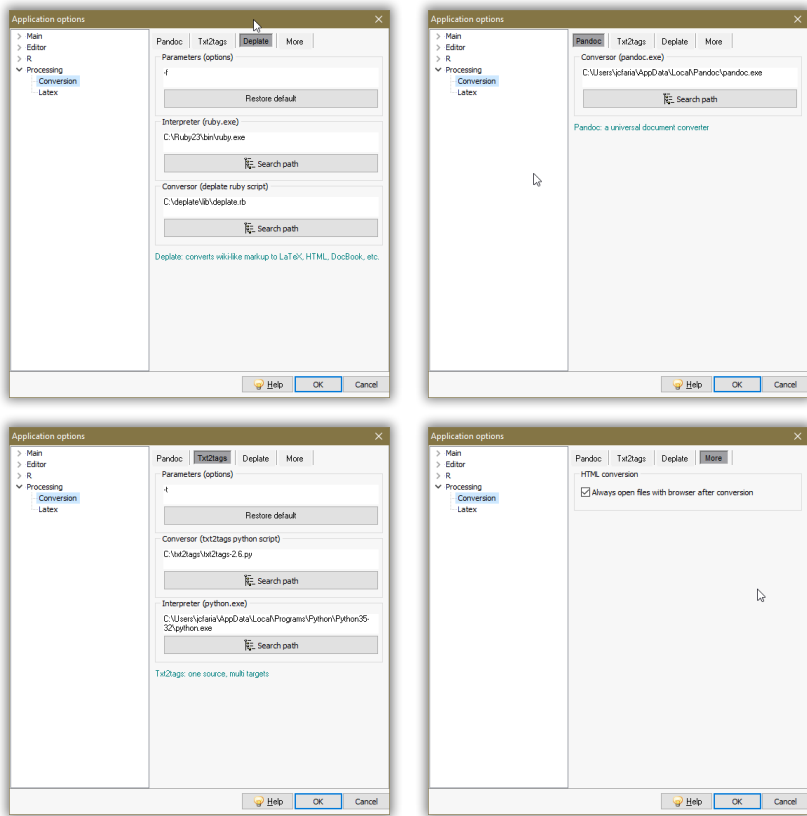 Application options
Main
Editor
R
Processing
Conversion
Latex
Pandoc Txt2tags Deplate More
Parameters (options)
-f
Restore default
Interpreter (ruby.exe)
C:\Ruby23\bin\ruby.exe
Search path
Conversor (deplate ruby script)
C:\deplate\lib\deplate.rb
Search path
Deplate: converts wiki-like markup to LaTeX, HTML, DocBook, etc.
Help OK Cancel
Application options
Main
Editor
R
Processing
Conversion
Latex
Pandoc Txt2tags Deplate More
Conversor (pandoc.exe)
C:\Users\jcfaria\AppData\Local\Pandoc\pandoc.exe
Search path
Pandoc: a universal document converter
Help OK Cancel
Application options
Main
Editor
R
Processing
Conversion
Latex
Pandoc Txt2tags Deplate More
Parameters (options)
-t
Restore default
Conversor (txt2tags python script)
C:\txt2tags\txt2tags-2.6.py
Search path
Interpreter (python.exe)
C:\Users\jcfaria\AppData\Local\Programs\Python\Python35-
32\python.exe
Search path
Txt2tags: one source, multi targets
Help OK Cancel
Application options
Main
Editor
R
Processing
Conversion
Latex
Pandoc Txt2tags Deplate More
HTML conversion
Always open files with browser after conversion
Help OK Cancel